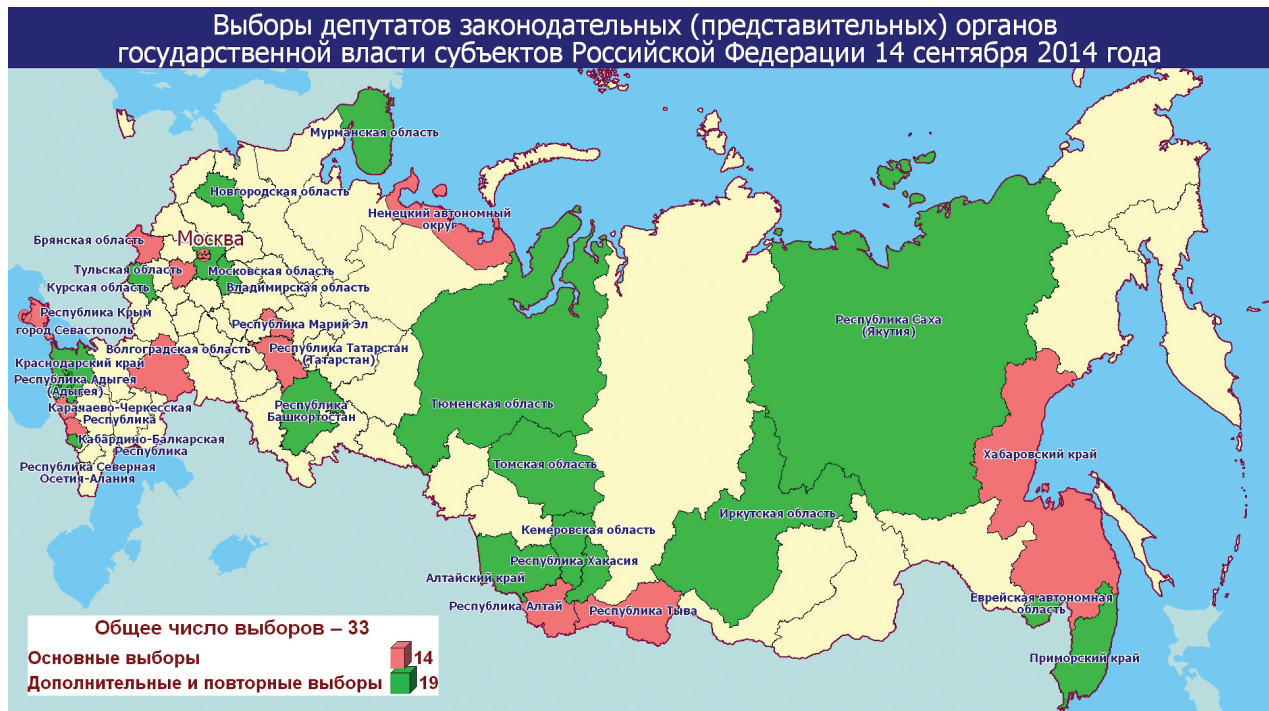 Выборы депутатов законодательных (представительных) органов
государственной власти субъектов Российской Федерации 14 сентября 2014 года
Мурманская область
Новгородская область
Ненецкий автономный
округ
Брянская область
Москва
Тульская область
Московская область
Курская область
Владимирская область
Республика Крым
город Севастополь
Республика Марий Эл
Волгоградская область
Республика Татарстан
(Татарстан)
Краснодарский край
Республика Адыгея
(Адыгея)
Карачаево-Черкесская
Республика
Кабардино-Балкарская
Республика
Республика Северная
Осетия-Алания
Республика
Башкортостан
Тюменская область
Томская область
Кемеровская область
Республика Хакасия
Алтайский край
Республика Алтай
Республика Тыва
Иркутская область
Республика Саха
(Якутия)
Хабаровский край
Еврейская автономная
область
Приморский край
Общее число выборов – 33
Основные выборы 14
Дополнительные и повторные выборы 19